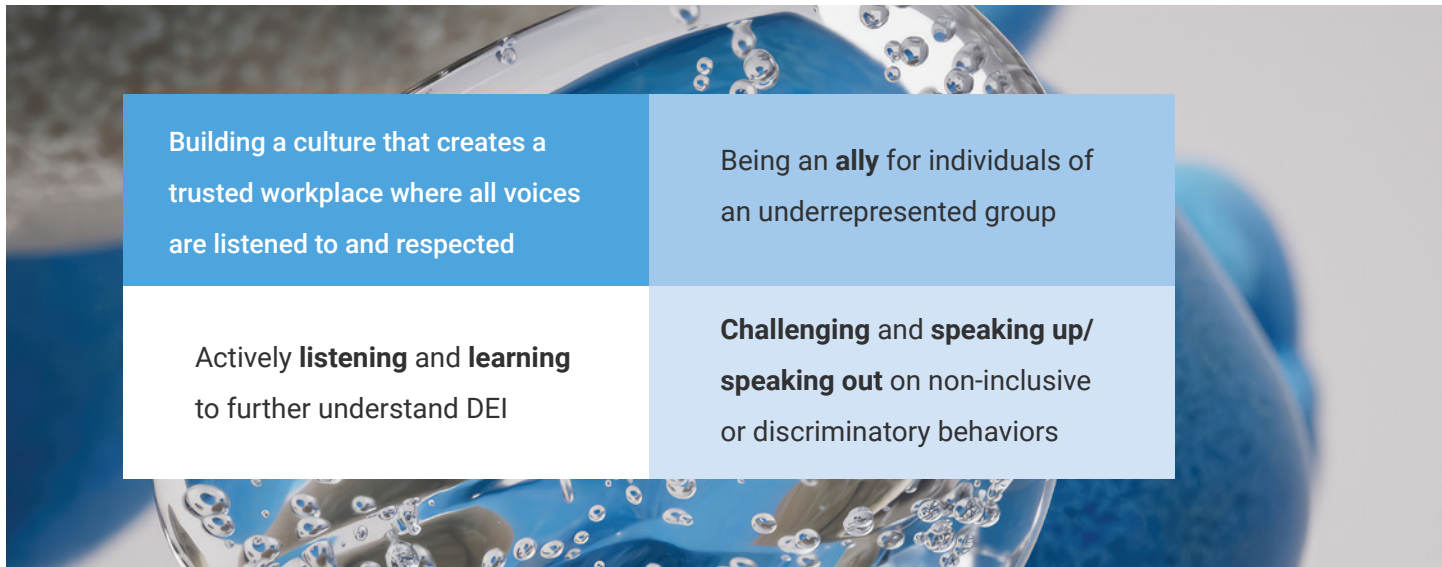 Building a culture that creates a
trusted workplace where all voices
are listened to and respected
Being an ally for individuals of
an underrepresented group
Actively listening and learning
to further understand DEI
Challenging and speaking up/
speaking out on non-inclusive
or discriminatory behaviors